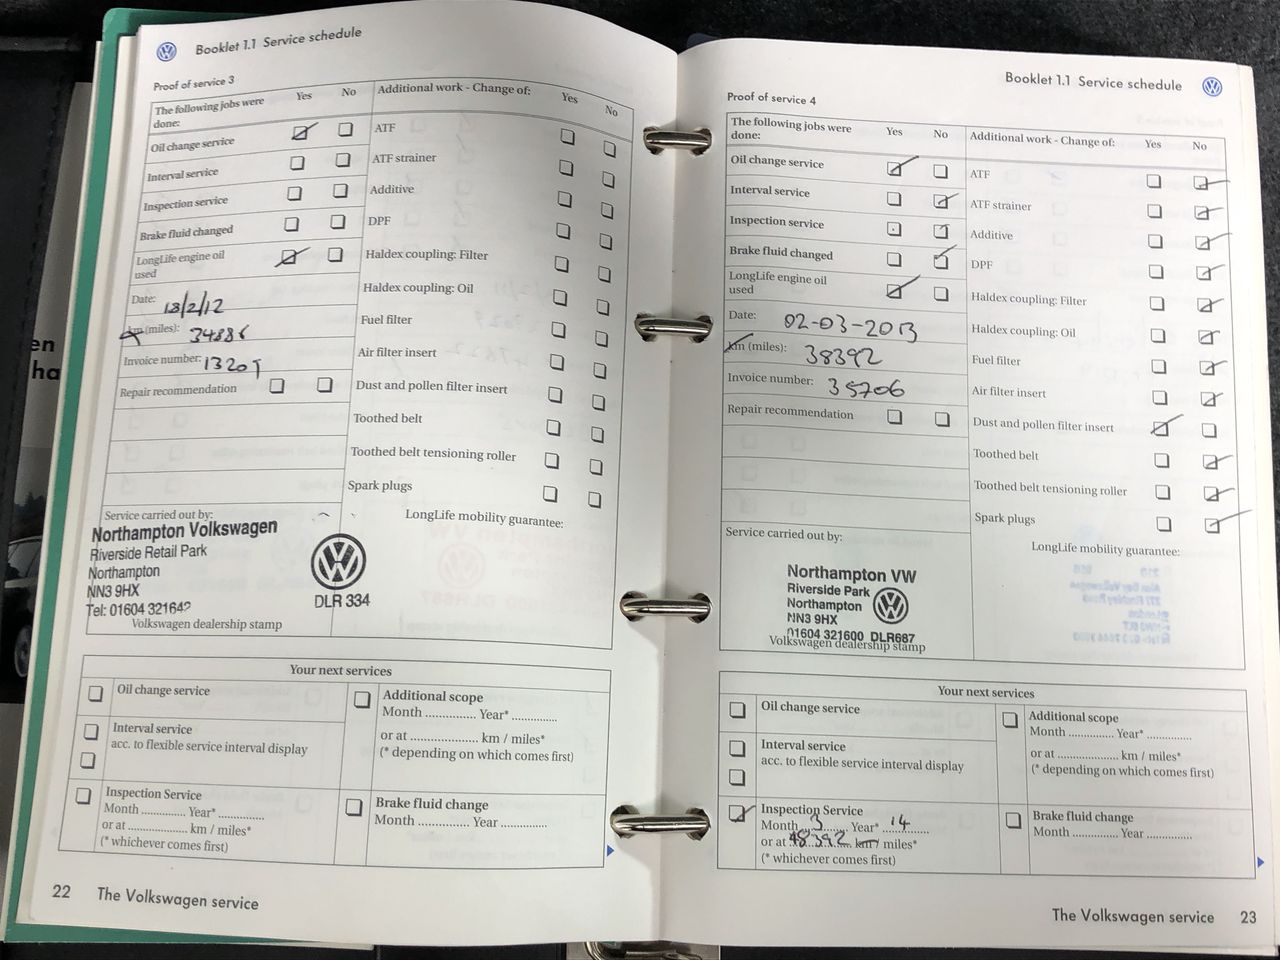 Booklet 1.1 Service schedule
Proof of service 3
The following jobs were done: Yes No
Oil change service
Interval service
Inspection service
Brake fluid changed
LongLife engine oil used
Date: 18/2/12
km (miles): 34886
Invoice number:
Repair recommendation
Additional work - Change of: Yes No
ATF
ATF strainer
Additive
DPF
Haldex coupling: Filter
Haldex coupling: Oil
Fuel filter
Air filter insert
Dust and pollen filter insert
Toothed belt
Toothed belt tensioning roller
Spark plugs
LongLife mobility guarantee:
Service carried out by:
Northampton Volkswagen
Riverside Retail Park
Northampton
NN3 9HX
Tel: 01604 321642
DLR 334
Volkswagen dealership stamp
Your next services
Oil change service
Interval service
acc. to flexible service interval display
Inspection Service
Month .......... Year* ............
or at ............... km / miles*
(* whichever comes first)
Additional scope
Month .............. Year* .............
or at .................... km / miles*
(* depending on which comes first)
Brake fluid change
Month .............. Year ..............
22 The Volkswagen service
en
ha
Booklet 1.1 Service schedule
Proof of service 4
The following jobs were done: Yes No
Oil change service
Interval service
Inspection service
Brake fluid changed
LongLife engine oil used
Date: 02-03-2013
km (miles): 38392
Invoice number: 35706
Repair recommendation
Additional work - Change of: Yes No
ATF
ATF strainer
Additive
DPF
Haldex coupling: Filter
Haldex coupling: Oil
Fuel filter
Air filter insert
Dust and pollen filter insert
Toothed belt
Toothed belt tensioning roller
Spark plugs
LongLife mobility guarantee:
Service carried out by:
Northampton VW
Riverside Park
Northampton
NN3 9HX
01604 321600 DLR687
Volkswagen dealership stamp
Your next services
Oil change service
Interval service
acc. to flexible service interval display
Inspection Service
Month 3 Year* 14
or at 48392 km / miles*
(* whichever comes first)
Additional scope
Month ............. Year* .............
or at .................... km / miles*
(* depending on which comes first)
Brake fluid change
Month ............. Year .............
The Volkswagen service 23